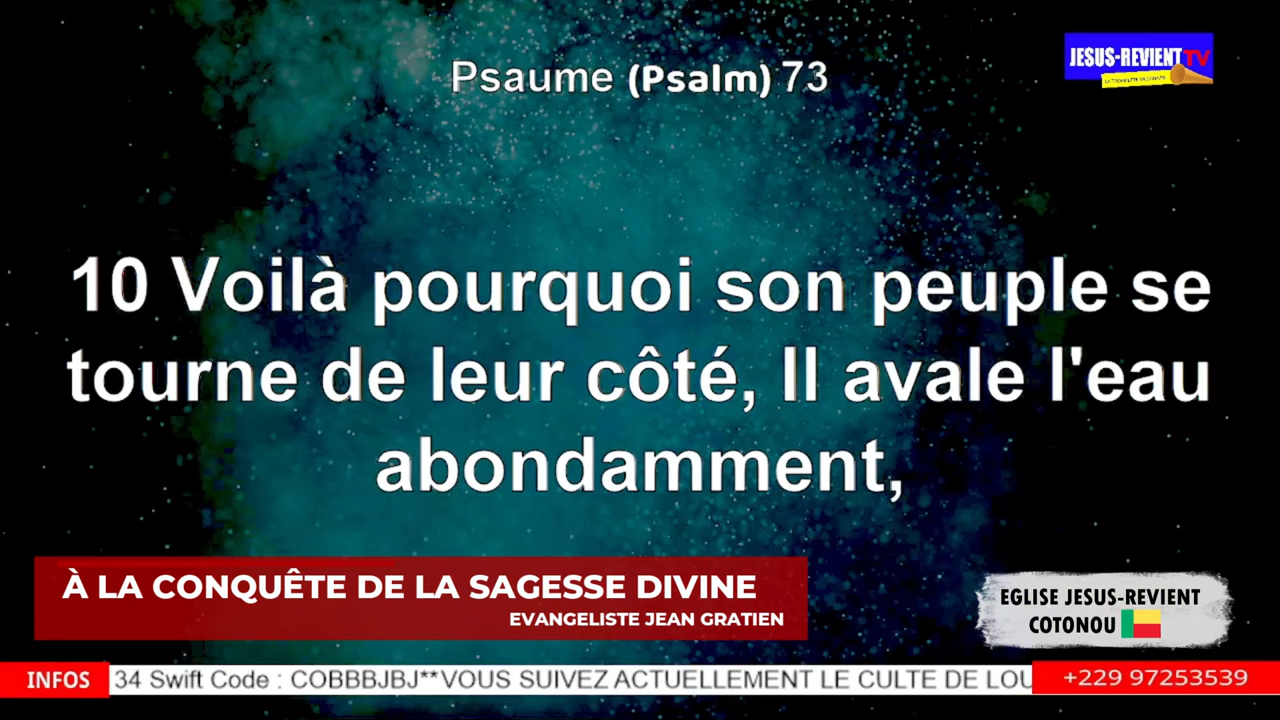 Psaume (Psalm) 73
JESUS-REVIENT TV
10 Voilà pourquoi son peuple se
tourne de leur côté, Il avale l'eau
abondamment,
À LA CONQUÊTE DE LA SAGESSE DIVINE
EVANGELISTE JEAN GRATIEN
EGLISE JESUS-REVIENT
COTONOU
INFOS 34 Swift Code : COBBBJBJ**VOUS SUIVEZ ACTUELLEMENT LE CULTE DE LOU +229 97253539